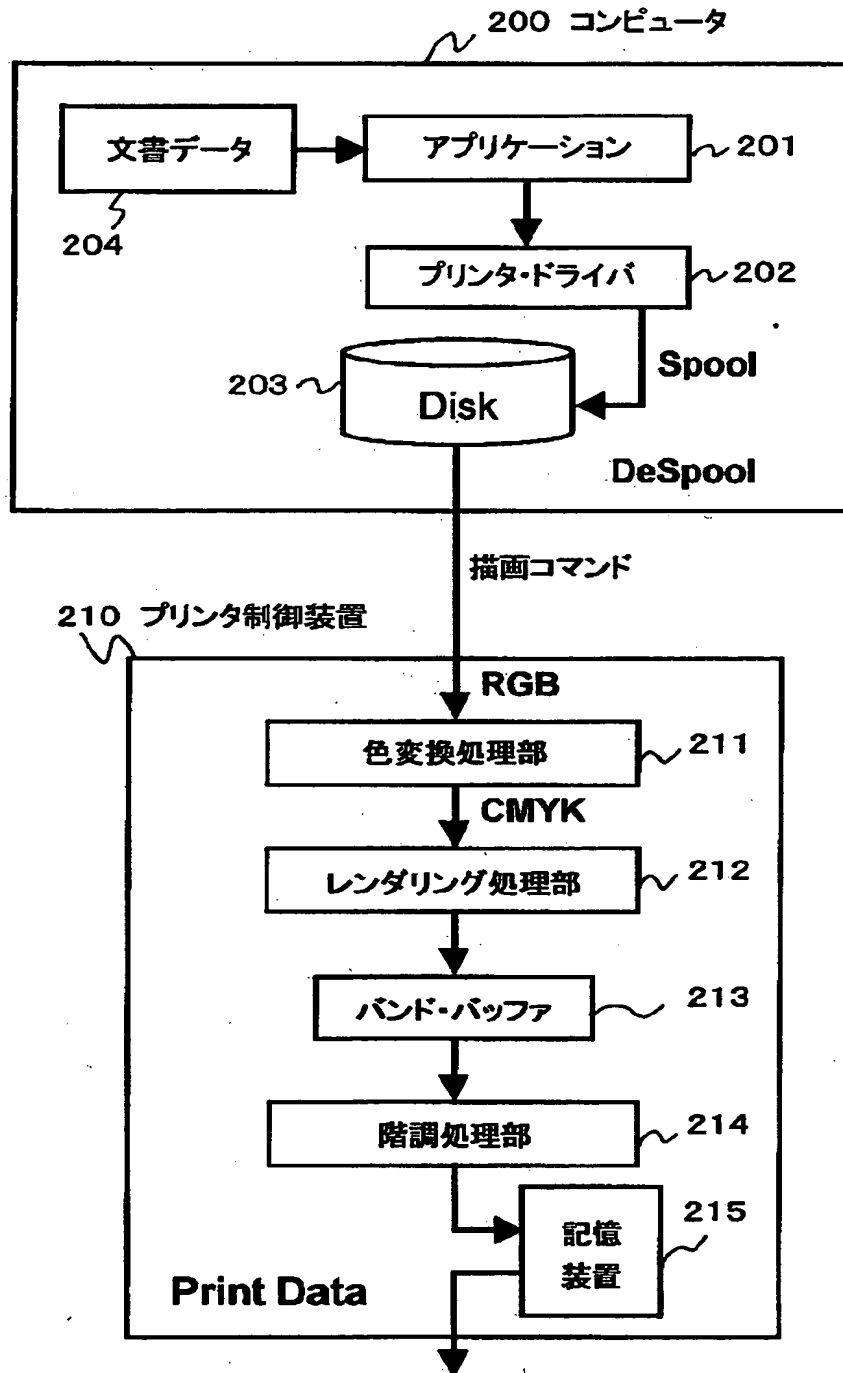 200 コンピュータ
文書データ
アプリケーション
201
204
プリンタ・ドライバ
202
203
Disk
Spool
DeSpool
描画コマンド
210 プリンタ制御装置
RGB
色変換処理部
211
CMYK
レンダリング処理部
212
バンド・バッファ
213
階調処理部
214
記憶
装置
215
Print Data